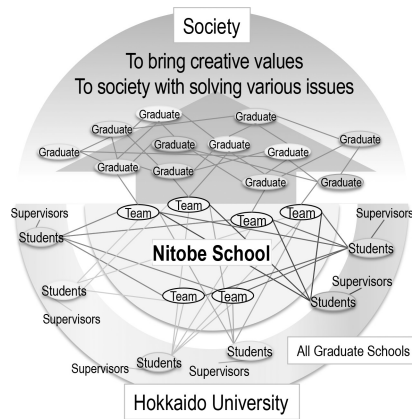 Society
To bring creative values
To society with solving various issues
Graduate
Graduate
Graduate
Graduate
Graduate
Graduate
Graduate
Graduate
Graduate
Graduate
Graduate
Graduate
Supervisors
Students
Team
Team
Team
Team
Supervisors
Students
Nitobe School
Students
Supervisors
Team
Team
Supervisors
Students
Supervisors
Students
Students
Supervisors
All Graduate Schools
Hokkaido University